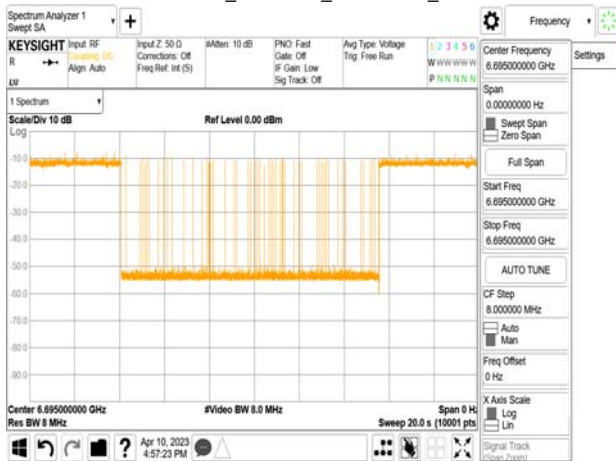 Spectrum Analyzer 1
Swept SA
+
Frequency
KEYSIGHT
R
Input: RF
Coupling: DC
Align: Auto
Input Z: 50 Ω
Corrections: Off
Freq Ref: Int (S)
#Atten: 10 dB
PNO: Fast
Gate: Off
IF Gain: Low
Sig Track: Off
Avg Type: Voltage
Trig: Free Run
1 2 3 4 5 6
W W W W W W
P N N N N N
Settings
1 Spectrum
Scale/Div 10 dB
Ref Level 0.00 dBm
Log
-10.0
-20.0
-30.0
-40.0
-50.0
-60.0
-70.0
-80.0
-90.0
Center 6.695000000 GHz
#Video BW 8.0 MHz
Span 0 Hz
Res BW 8 MHz
Sweep 20.0 s (10001 pts
Center Frequency
6.695000000 GHz
Span
0.00000000 Hz
Swept Span
Zero Span
Full Span
Start Freq
6.695000000 GHz
Stop Freq
6.695000000 GHz
AUTO TUNE
CF Step
8.000000 MHz
Auto
Man
Freq Offset
0 Hz
X Axis Scale
Log
Lin
Signal Track
(Span Zoom)
?
Apr 10, 2023
4:57:23 PM